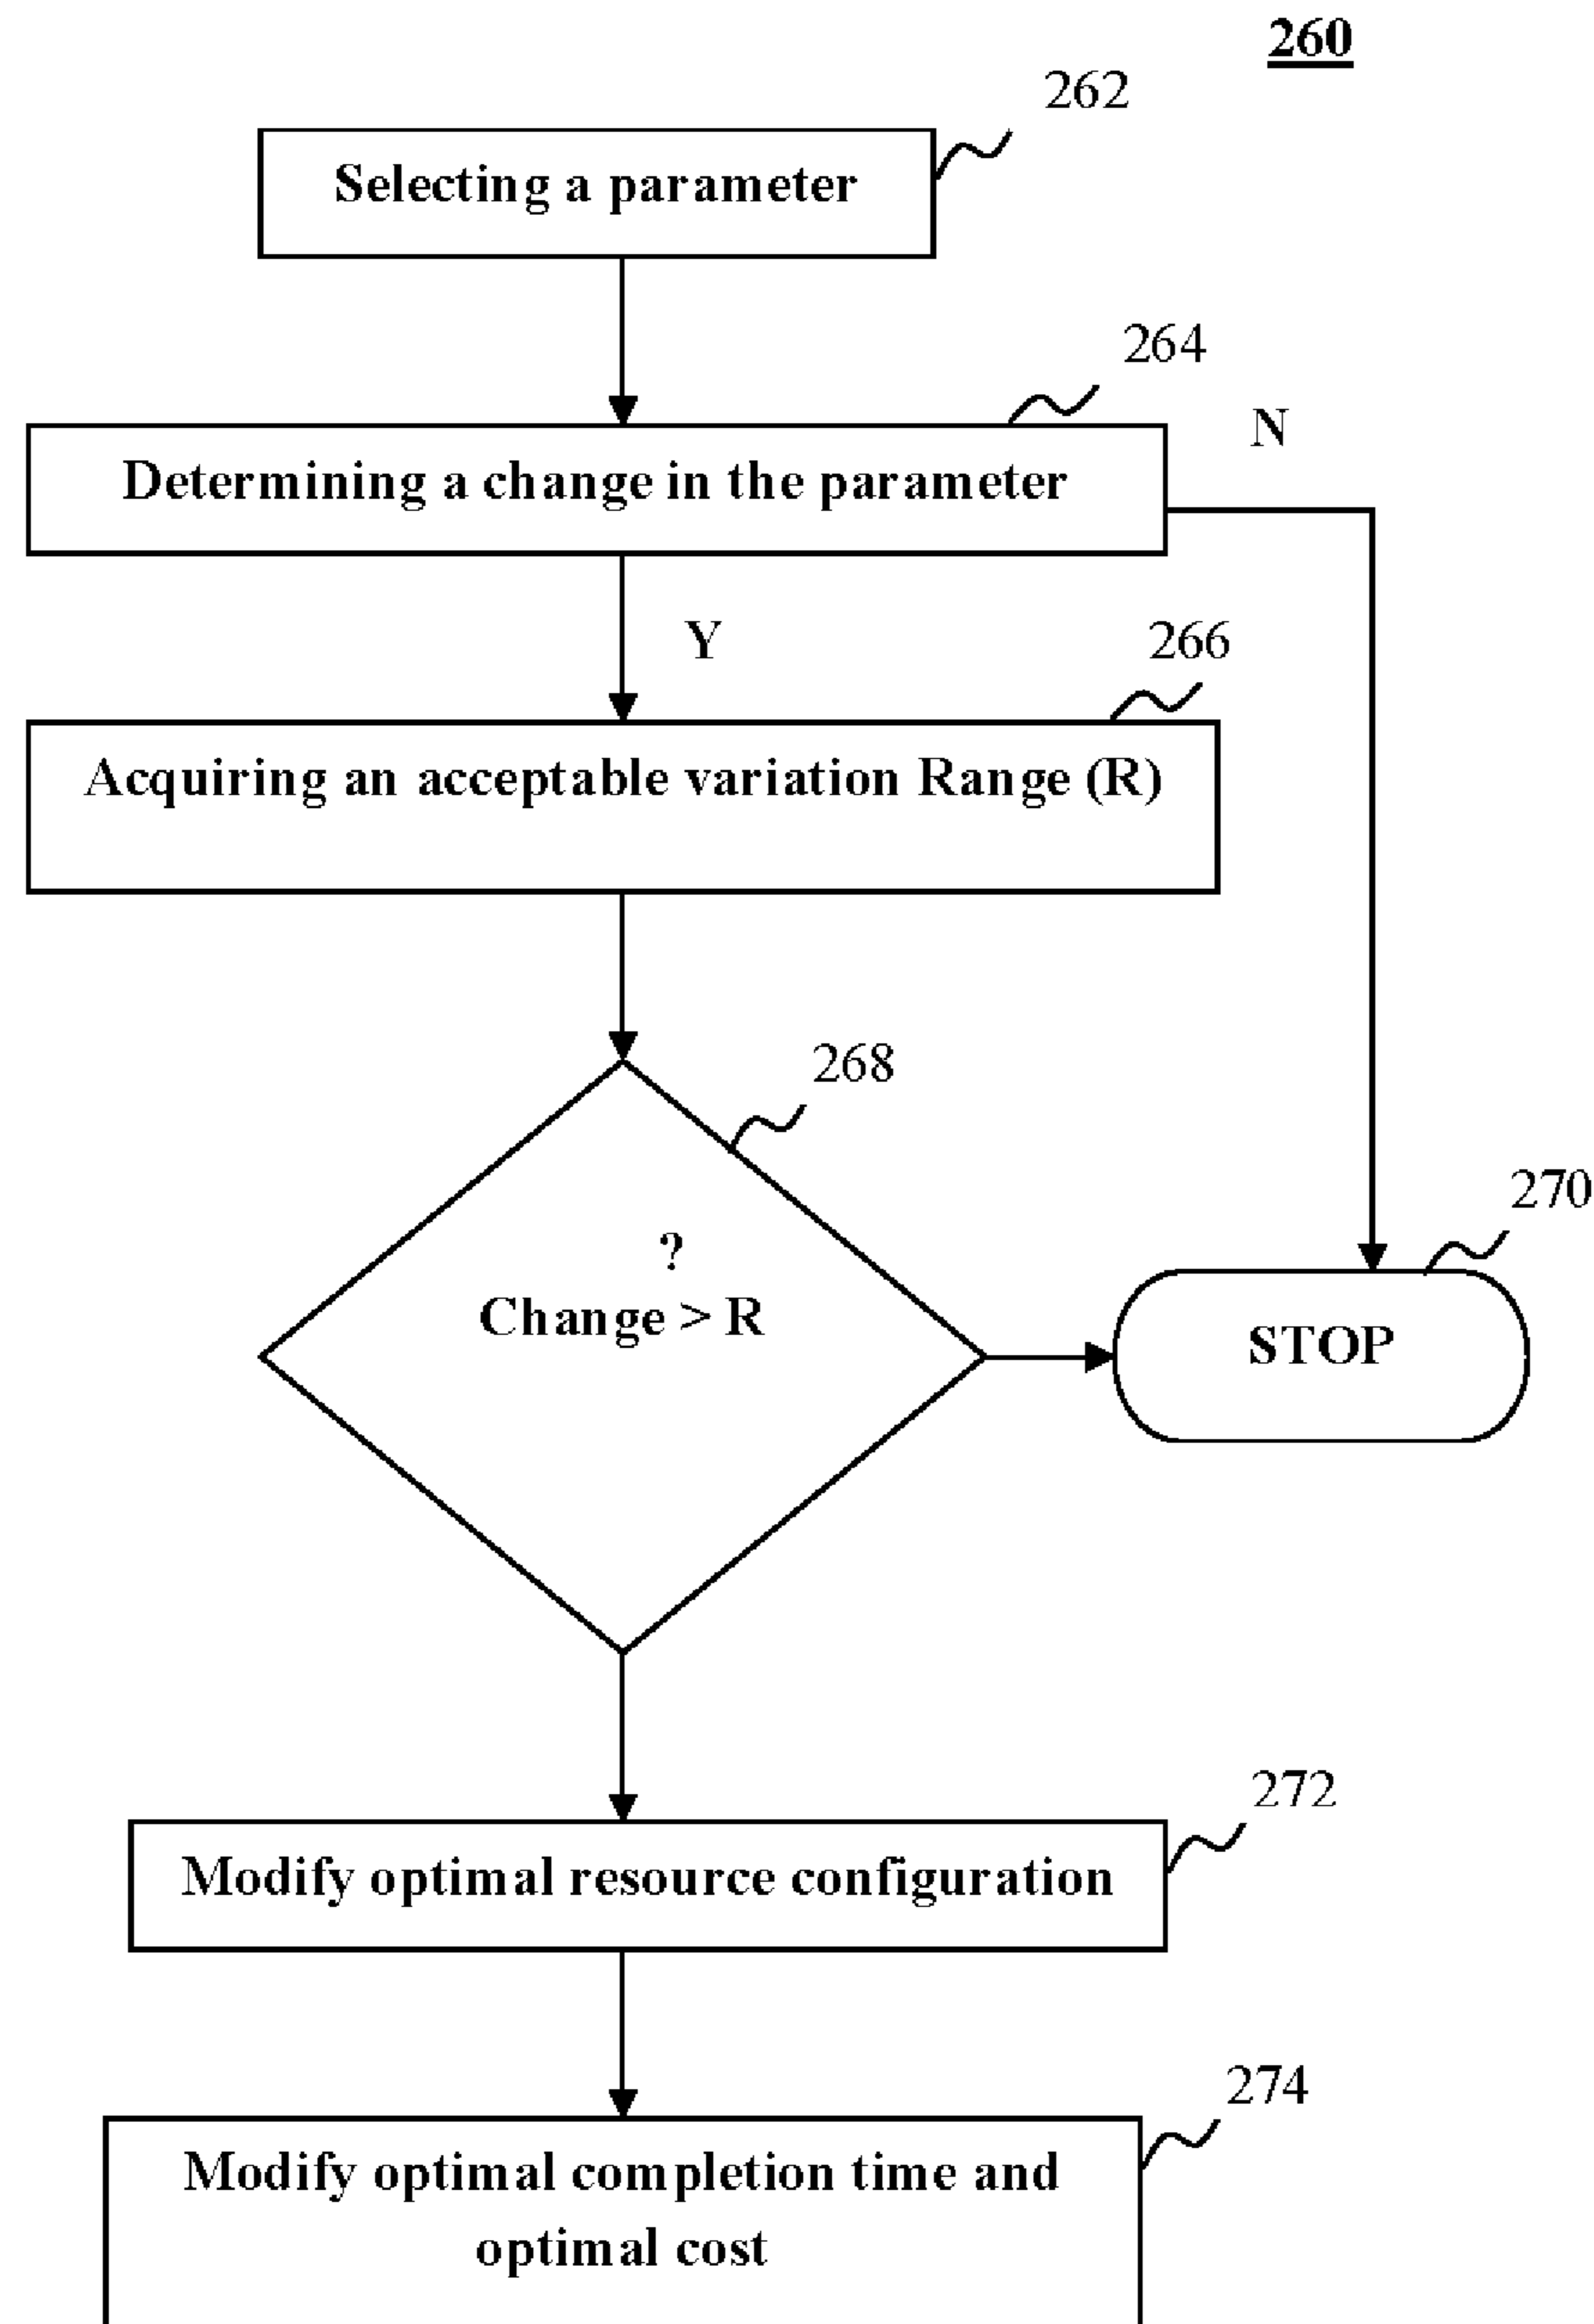 260
262
Selecting a parameter
264
N
Determining a change in the parameter
Y
266
Acquiring an acceptable variation Range (R)
268
?
Change > R
270
STOP
272
Modify optimal resource configuration
274
Modify optimal completion time and
optimal cost